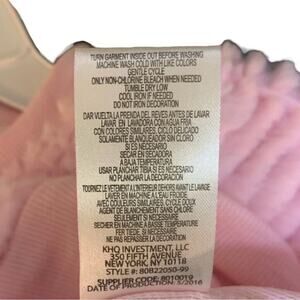 TURN GARMENT INSIDE OUT BEFORE WASHING
MACHINE WASH COLD WITH LIKE COLORS
GENTLE CYCLE
ONLY NON-CHLORINE BLEACH WHEN NEEDED
TUMBLE DRY LOW
COOL IRON IF NEEDED
DO NOT IRON DECORATION
DAR VUELTA LA PRENDA DEL REVES ANTES DE LAVAR
LAVAR EN LAVADORA CON AGUA FRIA
CON COLORES SIMILARES, CICLO DELICADO
SOLAMENTE BLANQUEADOR SIN CLORO
SI ES NECESARIO
SECAR EN SECADORA
A BAJA TEMPERATURA
USAR PLANCHAR TIBIA SI ES NECESARIO
NO PLANCHAR LA DECORACION
TOURNEZ LE VETEMENT A L'INTERIEUR DEHORS AVANT DE LAVAGE
LAVER EN MACHINE A L'EAU FROIDE
AVEC COULEURS SIMILAIRES, CYCLE DOUX
AGENT DE BLANCHEMENT SANS CHLORE
SEULEMENT SI NECESSAIRE
SECHER EN MACHINE A BASSE TEMPERATURE
FER TIEDE SI NECESSAIRE
NE PAS REPASSER LA DECORATION
KHQ INVESTMENT, LLC
350 FIFTH AVENUE
NEW YORK, NY 10118
STYLE #: 80B22050-99
SUPPLIER CODE: 8010019
DATE OF PRODUCTION: 5/2016